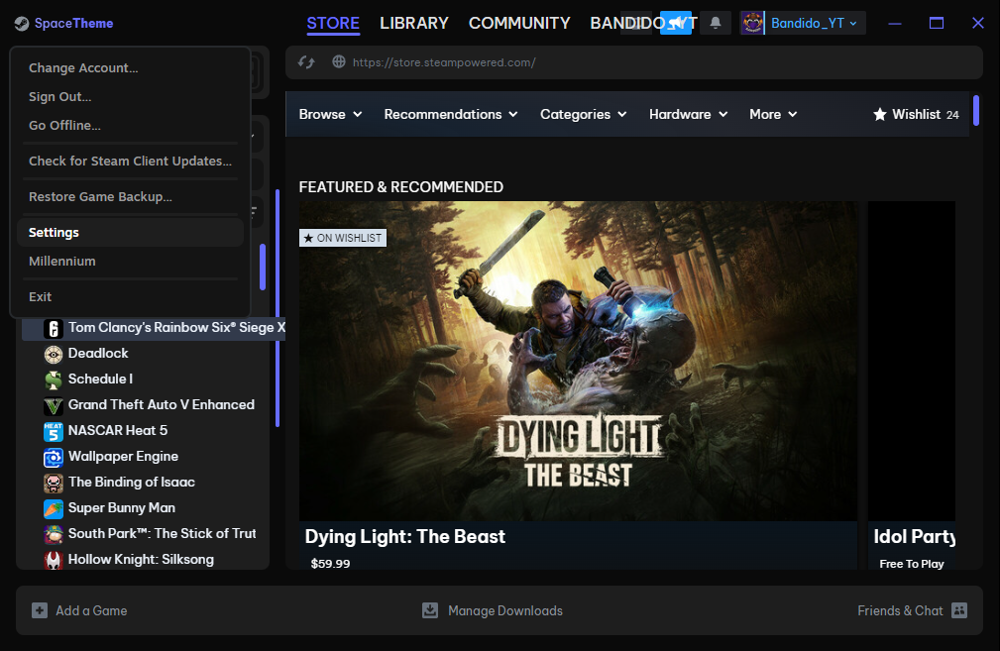 SpaceTheme
STORE
LIBRARY
COMMUNITY
BANDIDO_YT
Bandido_YT
Change Account...
Sign Out...
Go Offline...
Check for Steam Client Updates...
Restore Game Backup...
Settings
Millennium
Exit
https://store.steampowered.com/
Browse
Recommendations
Categories
Hardware
More
Wishlist 24
FEATURED & RECOMMENDED
ON WISHLIST
DYING LIGHT
THE BEAST
Dying Light: The Beast
$59.99
Idol Party
Free To Play
Tom Clancy's Rainbow Six® Siege X
Deadlock
Schedule I
Grand Theft Auto V Enhanced
HEAT
5
NASCAR Heat 5
Wallpaper Engine
The Binding of Isaac
Super Bunny Man
South Park™: The Stick of Trut
Hollow Knight: Silksong
Add a Game
Manage Downloads
Friends & Chat